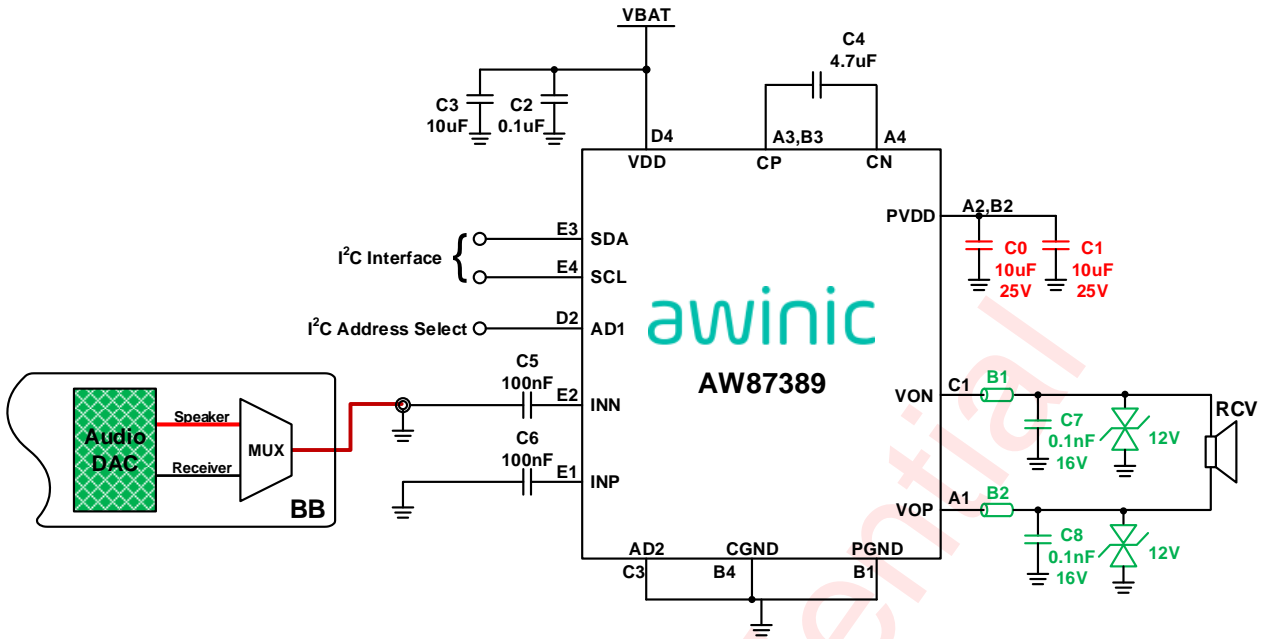 VBAT
C4
4.7uF
C3
10uF
C2
0.1uF
D4
A3,B3
A4
VDD
CP
CN
PVDD
A2,B2
C0
10uF
25V
C1
10uF
25V
I²C Interface
{
E3
SDA
E4
SCL
I²C Address Select
D2
AD1
awinic
AW87389
C5
100nF
E2
INN
C6
100nF
E1
INP
Audio
DAC
Speaker
Receiver
MUX
BB
VON
C1
B1
C7
0.1nF
16V
12V
RCV
VOP
A1
B2
C8
0.1nF
16V
12V
AD2
CGND
PGND
C3
B4
B1
ential